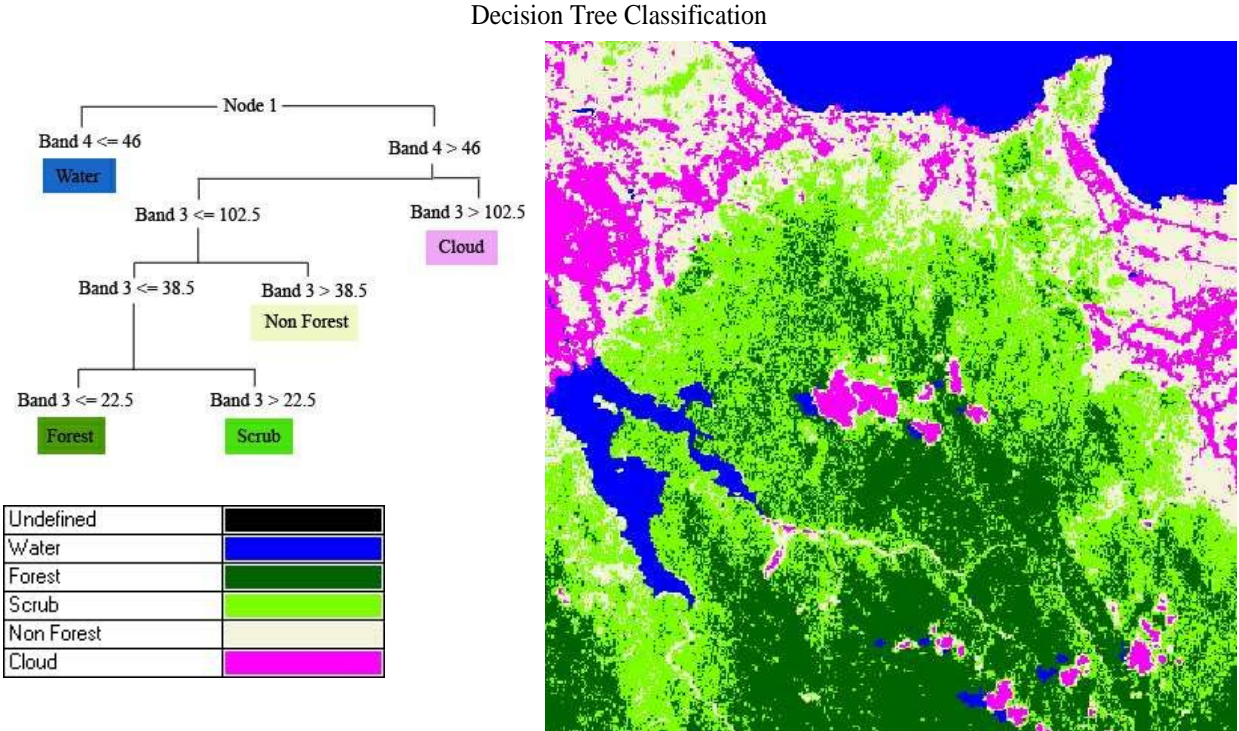 Decision Tree Classification
Node 1
Band 4 <= 46
Band 4 > 46
Water
Band 3 <= 102.5
Band 3 > 102.5
Cloud
Band 3 <= 38.5
Band 3 > 38.5
Non Forest
Band 3 <= 22.5
Band 3 > 22.5
Forest
Scrub
Undefined
Water
Forest
Scrub
Non Forest
Cloud